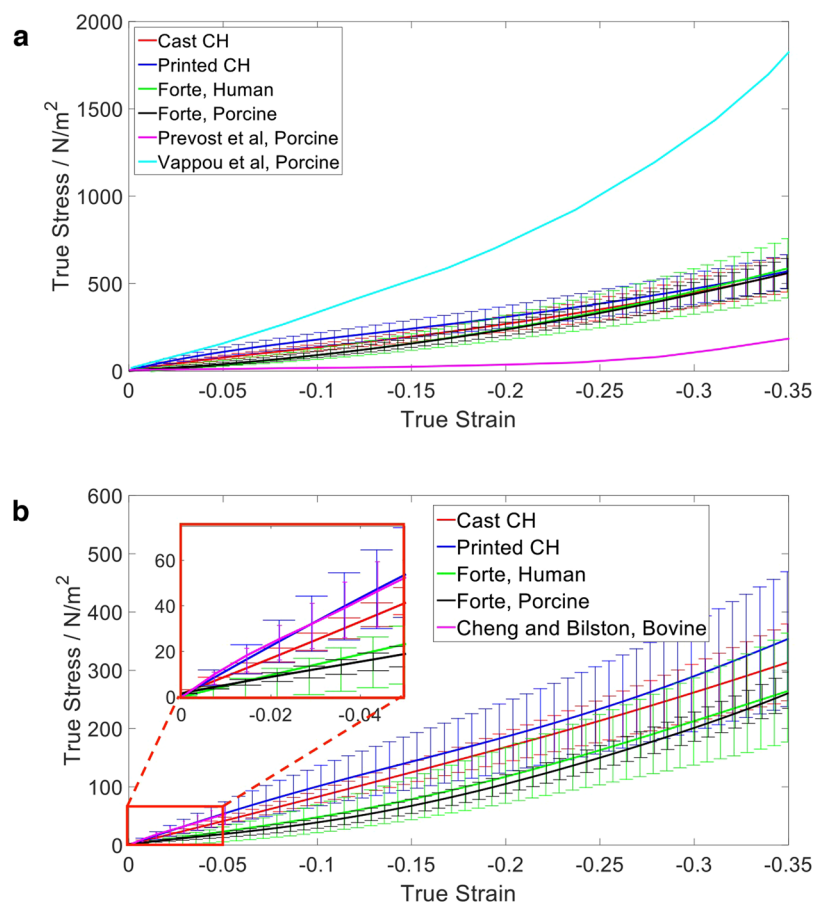 a
2000
1500
1000
500
0
True Stress / N/m²
Cast CH
Printed CH
Forte, Human
Forte, Porcine
Prevost et al, Porcine
Vappou et al, Porcine
0 -0.05 -0.1 -0.15 -0.2 -0.25 -0.3 -0.35
True Strain
b
600
500
400
300
200
100
0
True Stress / N/m²
60
40
20
0
0 -0.02 -0.04
Cast CH
Printed CH
Forte, Human
Forte, Porcine
Cheng and Bilston, Bovine
0 -0.05 -0.1 -0.15 -0.2 -0.25 -0.3 -0.35
True Strain